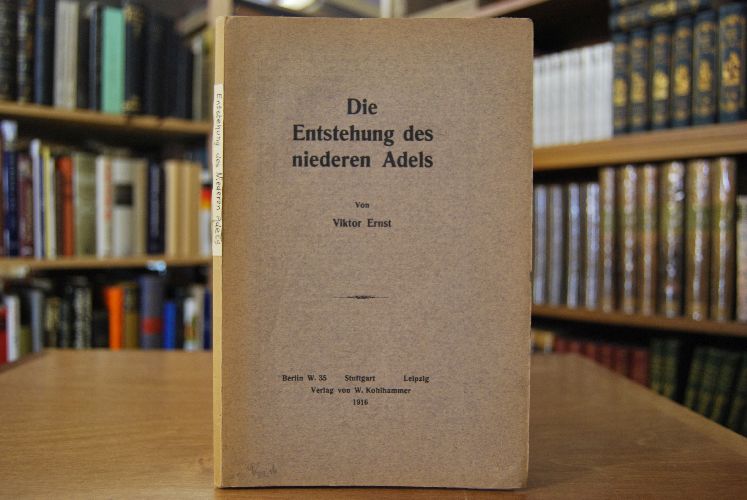 Die
Entstehung des
niederen Adels
Von
Viktor Ernst
Berlin W. 35 Stuttgart Leipzig
Verlag von W. Kohlhammer
1916
Entstehung des Niederen Adels